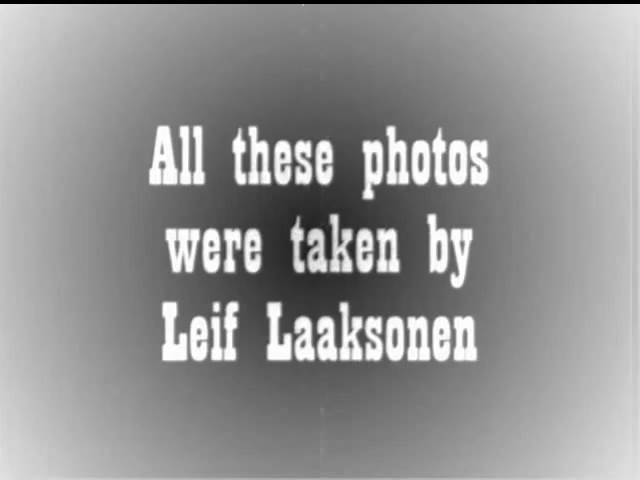 All these photos
were taken by
Leif Laaksonen